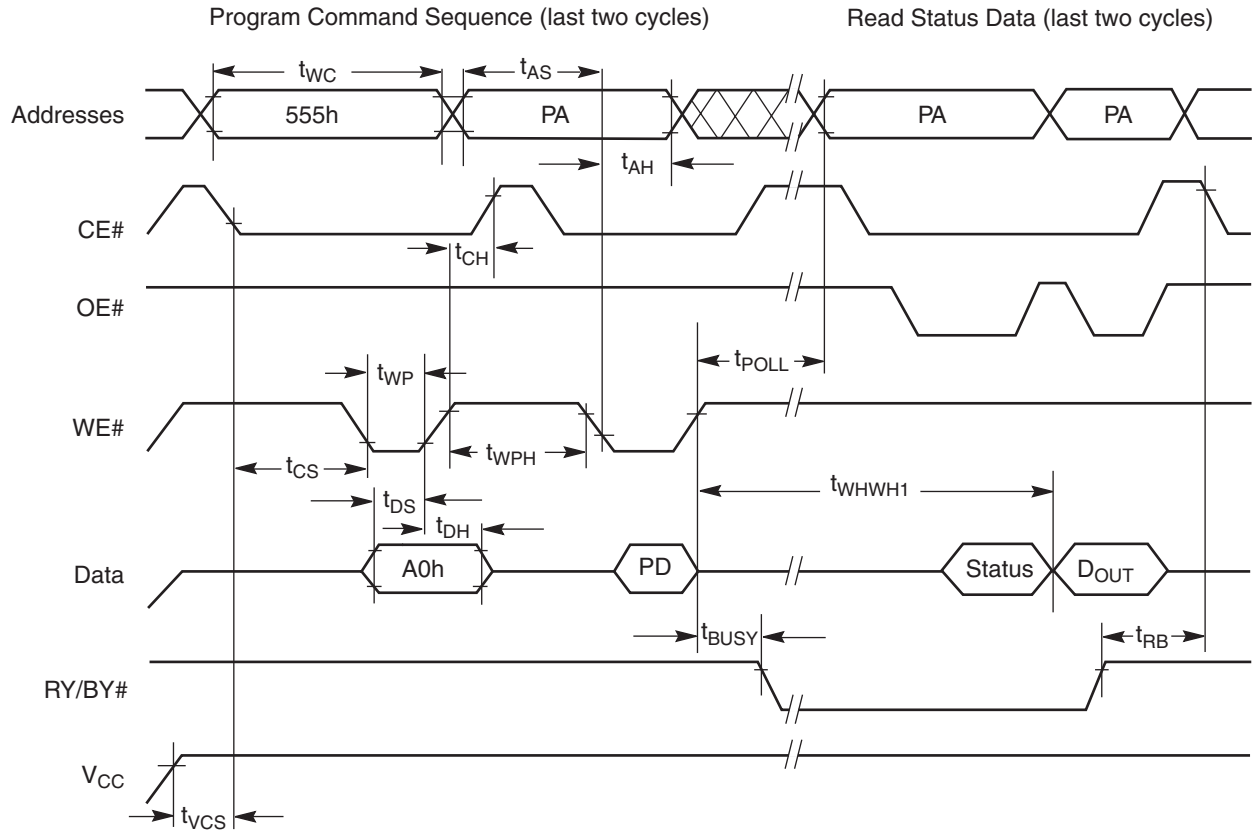 Program Command Sequence (last two cycles)
Read Status Data (last two cycles)
tWC
tAS
Addresses
555h
PA
PA
PA
tAH
CE#
tCH
OE#
tPOLL
tWP
WE#
tWPH
tCS
tWHWH1
tDS
tDH
Data
A0h
PD
Status
DOUT
tBUSY
tRB
RY/BY#
VCC
tVCS